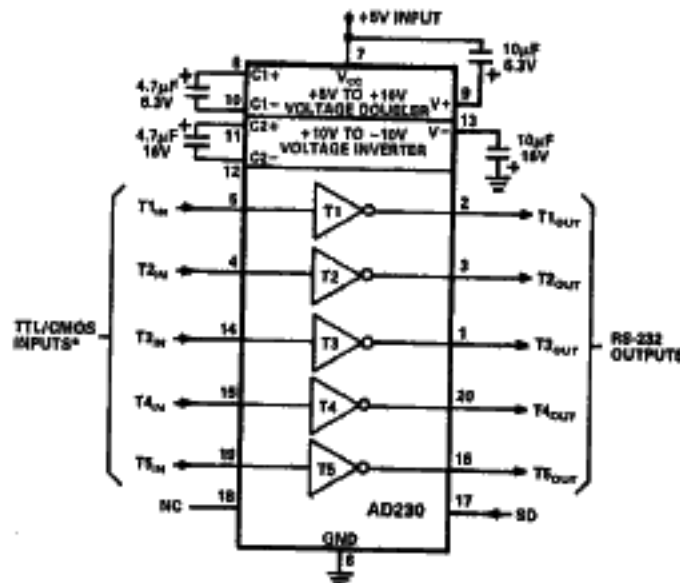 +5V INPUT
7
10µF
6.3V
8
C1+
VCC
4.7µF
6.3V
10
C1−
+5V TO +10V
VOLTAGE DOUBLER
V+
9
11
C2+
+10V TO −10V
VOLTAGE INVERTER
V−
13
4.7µF
16V
C2−
12
10µF
16V
T1IN
5
T1
2
T1OUT
T2IN
4
T2
3
T2OUT
TTL/CMOS
INPUTS*
T3IN
14
T3
1
T3OUT
RS-232
OUTPUTS
T4IN
15
T4
20
T4OUT
T5IN
19
T5
16
T5OUT
NC
18
AD230
17
SD
GND
6